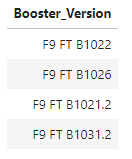 Booster_Version
F9 FT B1022
F9 FT B1026
F9 FT B1021.2
F9 FT B1031.2